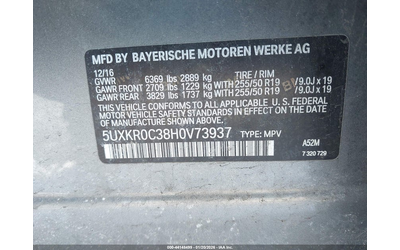 MFD BY BAYERISCHE MOTOREN WERKE AG
12/16
GVWR 6369 lbs 2889 kg TIRE / RIM
GAWR FRONT 2709 lbs 1229 kg 255/50 R19 /9.0J x 19
GAWR REAR 3829 lbs 1737 kg 255/50 R19 /9.0J x 19
THIS VEHICLE CONFORMS TO ALL APPLICABLE U. S. FEDERAL
MOTOR VEHICLE SAFETY STANDARDS IN EFFECT ON THE
DATE OF MANUFACTURE SHOWN ABOVE.
5UXKR0C38H0V73937 TYPE: MPV
A52M
7 320 729